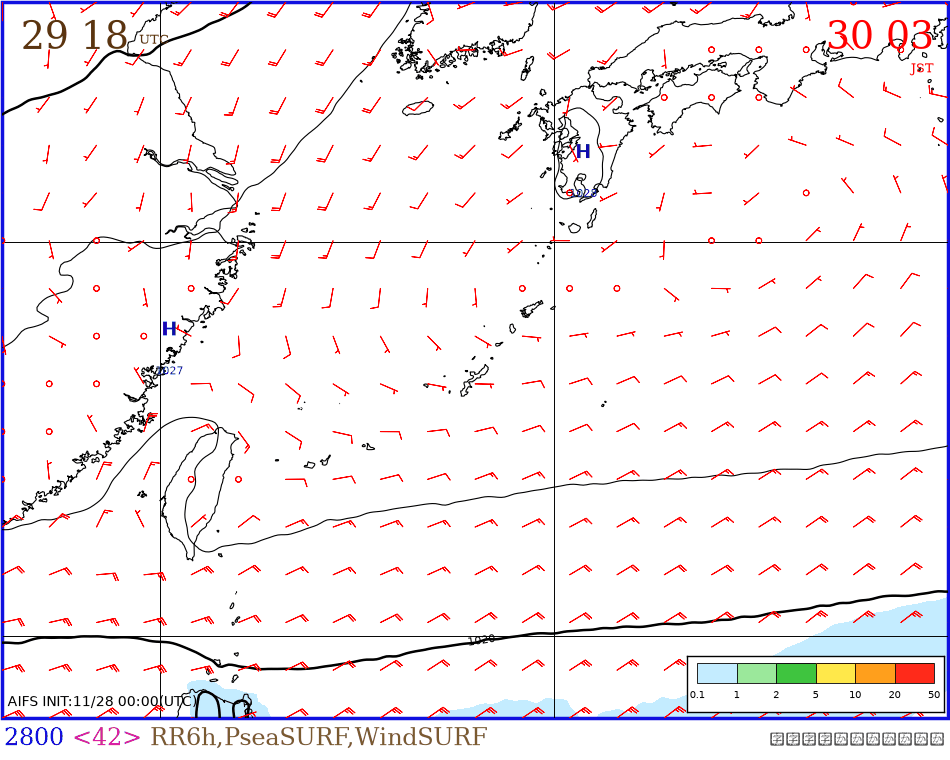 29 18 UTC
30 03 JST
H
1028
H
1027
1020
0.1 1 2 5 10 20 50
AIFS INIT:11/28 00:00(UTC)
2800 <42> RR6h,PseaSURF,WindSURF